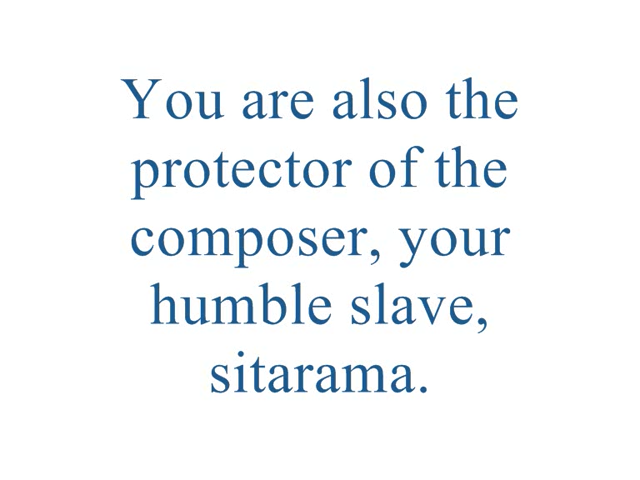 You are also the
protector of the
composer, your
humble slave,
sitarama.